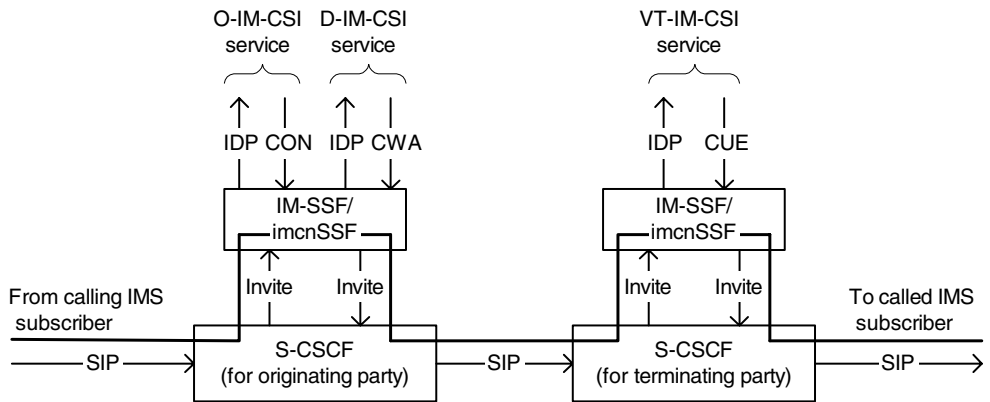 O-IM-CSI
service
D-IM-CSI
service
VT-IM-CSI
service
IDP CON IDP CWA
IDP CUE
IM-SSF/
imcnSSF
IM-SSF/
imcnSSF
Invite Invite
Invite Invite
From calling IMS
subscriber
To called IMS
subscriber
SIP
S-CSCF
(for originating party)
SIP
S-CSCF
(for terminating party)
SIP